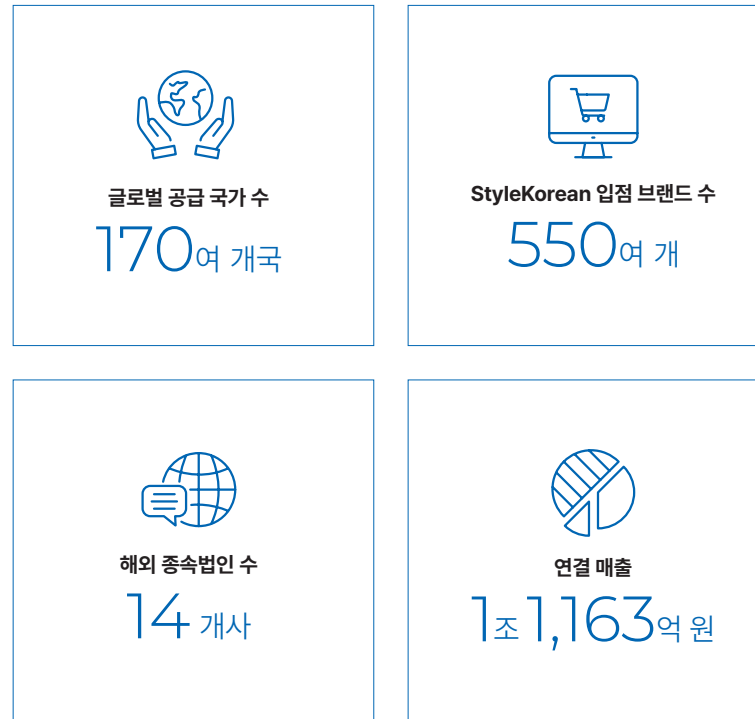 글로벌 공급 국가 수
170여 개국
StyleKorean 입점 브랜드 수
550여 개
해외 종속법인 수
14 개사
연결 매출
1조 1,163억 원